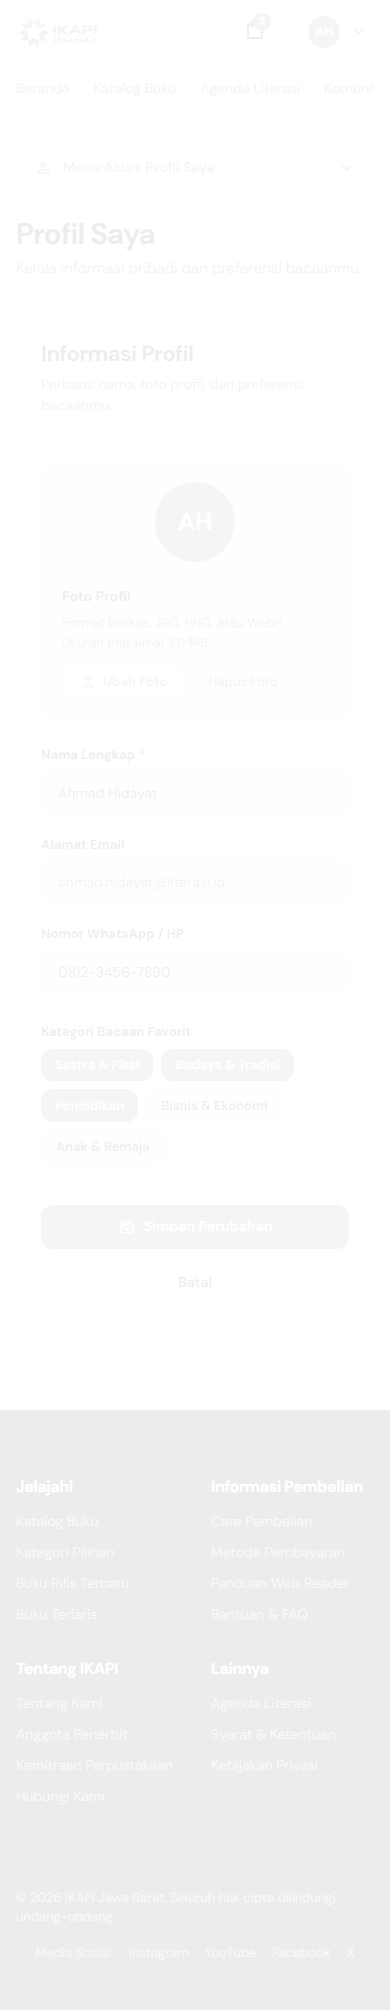 IKAPI
JAWA BARAT
2
AH
Beranda Katalog Buku Agenda Literasi Komuni
Menu Akun: Profil Saya
Profil Saya
Kelola informasi pribadi dan preferensi bacaanmu.
Informasi Profil
Perbarui nama, foto profil, dan preferensi
bacaanmu.
AH
Foto Profil
Format berkas: JPG, PNG, atau WebP.
Ukuran maksimal 2.0 MB.
Ubah Foto Hapus Foto
Nama Lengkap *
Ahmad Hidayat
Alamat Email
ahmad.hidayat@literasi.id
Nomor WhatsApp / HP
0812-3456-7890
Kategori Bacaan Favorit
Sastra & Fiksi Budaya & Tradisi
Pendidikan Bisnis & Ekonomi
Anak & Remaja
Simpan Perubahan
Batal
Jelajahi
Katalog Buku
Kategori Pilihan
Buku Rilis Terbaru
Buku Terlaris
Informasi Pembelian
Cara Pembelian
Metode Pembayaran
Panduan Web Reader
Bantuan & FAQ
Tentang IKAPI
Tentang Kami
Anggota Penerbit
Kemitraan Perpustakaan
Hubungi Kami
Lainnya
Agenda Literasi
Syarat & Ketentuan
Kebijakan Privasi
© 2026 IKAPI Jawa Barat. Seluruh hak cipta dilindungi
undang-undang.
Media Sosial: Instagram YouTube Facebook X